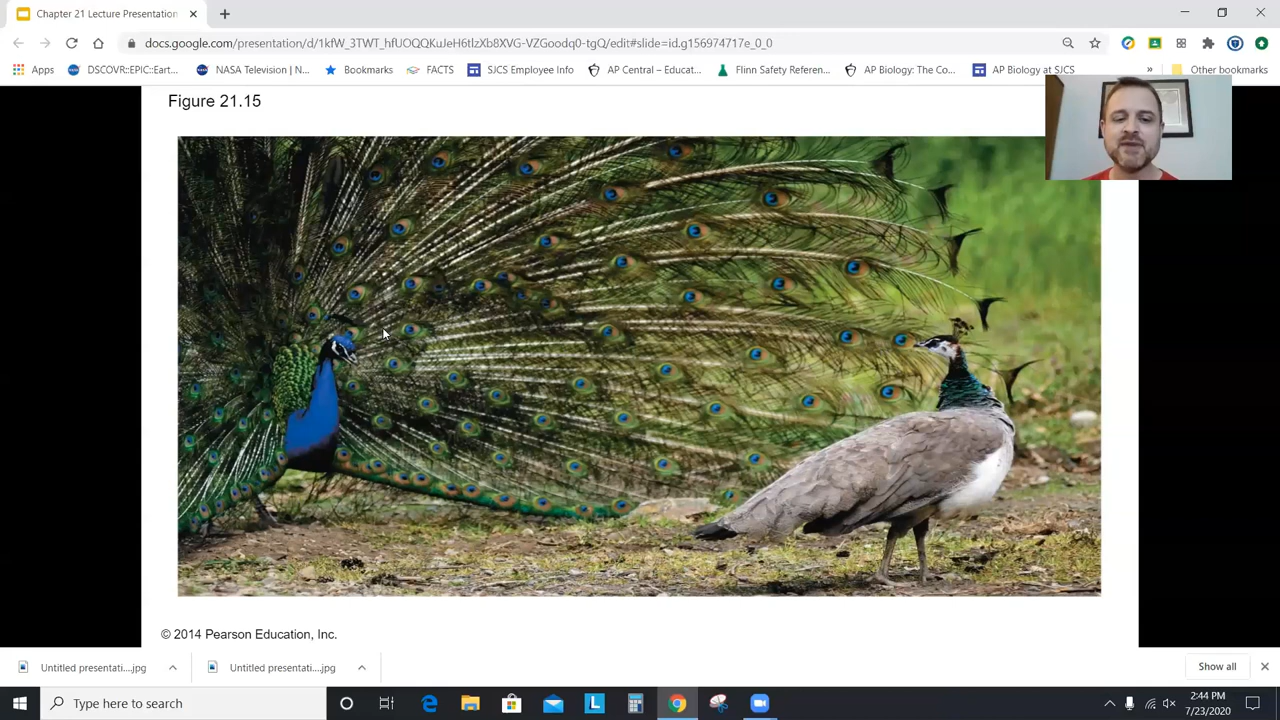 Chapter 21 Lecture Presentation
docs.google.com/presentation/d/1kfW_3TWT_hfUOQCKuJeIH6tlzXb8XVG-VZGoodq0-tgQ/edit#slide=id.g156974717e_0_0
Apps DSCOVR::EPIC::Eart... NASA Television | N... Bookmarks FACTS SJCS Employee Info AP Central – Educat... Flinn Safety Referen... AP Biology: The Co... AP Biology at SJCS » Other bookmarks
Figure 21.15
© 2014 Pearson Education, Inc.
Untitled presentati....jpg Untitled presentati....jpg Show all
Type here to search
2:44 PM
7/23/2020